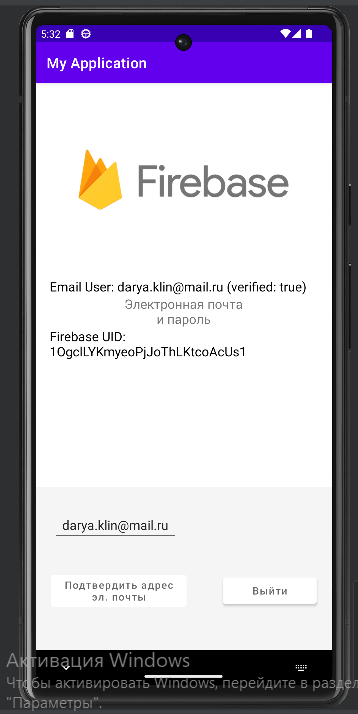 5:32
My Application
Firebase
Email User: darya.klin@mail.ru (verified: true)
Электронная почта
и пароль
Firebase UID:
1OgcILYKmyeoPjJoThLKtcoAcUs1
darya.klin@mail.ru
Подтвердить адрес
эл. почты
Выйти
Активация Windows
Чтобы активировать Windows, перейдите в раздел
"Параметры".